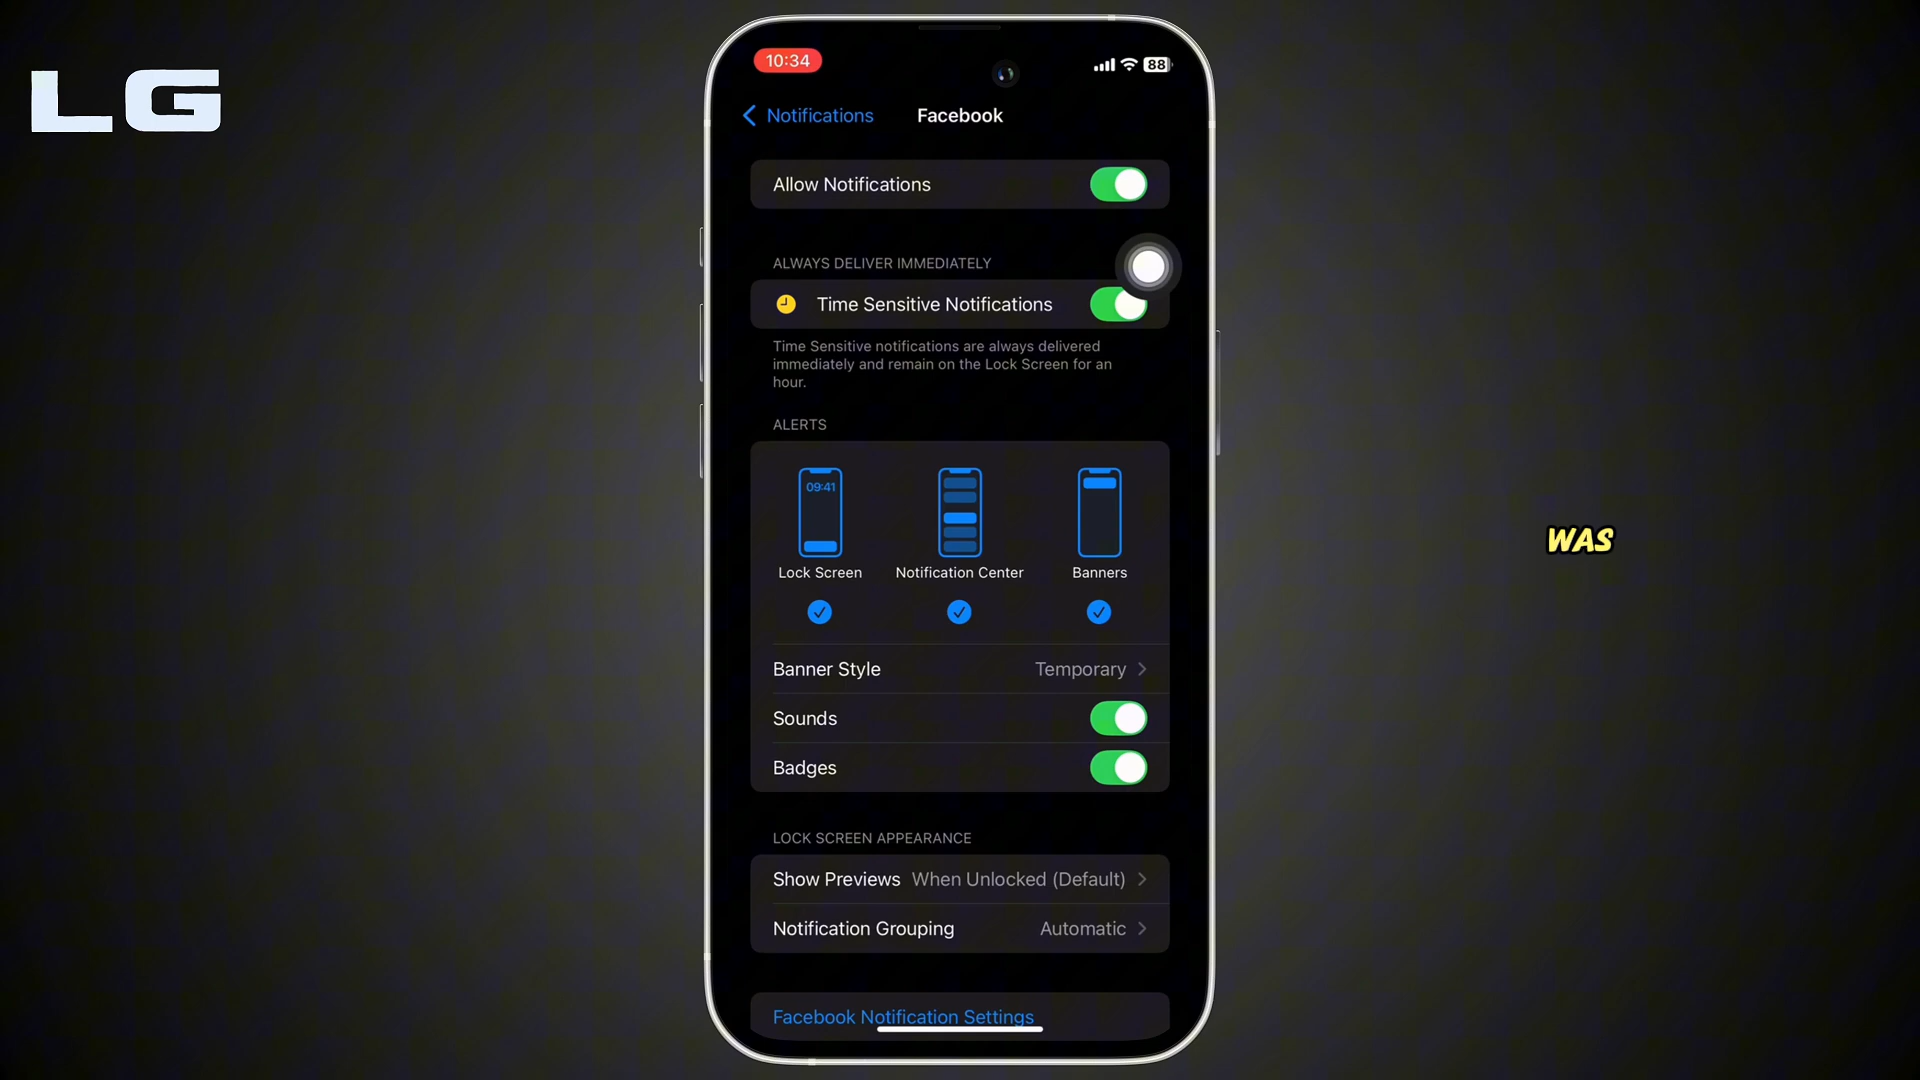 LG
10:34
88
Notifications
Facebook
Allow Notifications
ALWAYS DELIVER IMMEDIATELY
Time Sensitive Notifications
Time Sensitive notifications are always delivered
immediately and remain on the Lock Screen for an
hour.
ALERTS
09:41
Lock Screen
Notification Center
Banners
WAS
Banner Style
Temporary
Sounds
Badges
LOCK SCREEN APPEARANCE
Show Previews
When Unlocked (Default)
Notification Grouping
Automatic
Facebook Notification Settings